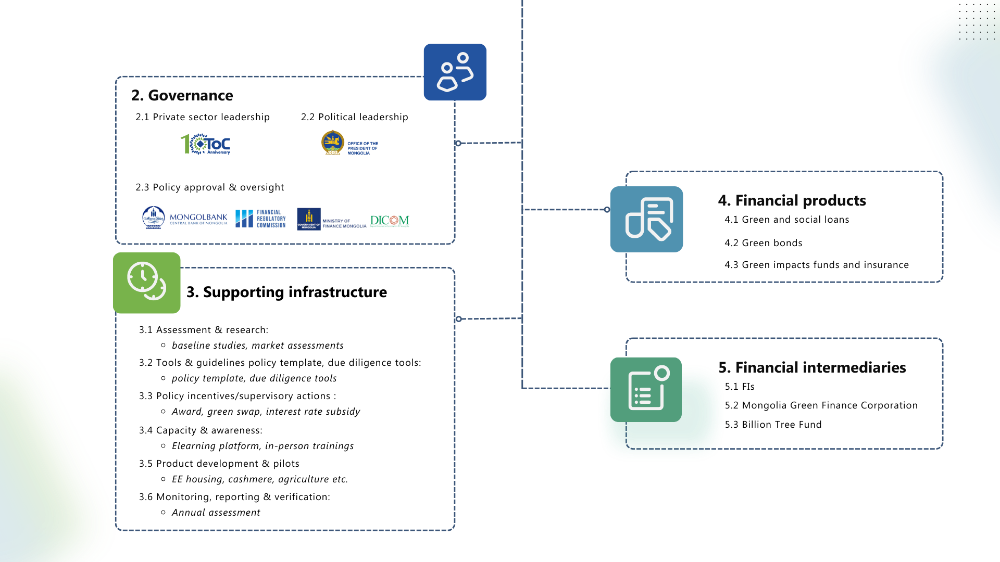 2. Governance
2.1 Private sector leadership
2.2 Political leadership
10 ToC
Anniversary
OFFICE OF THE
PRESIDENT OF
MONGOLIA
2.3 Policy approval & oversight
MONGOLBANK
CENTRAL BANK OF MONGOLIA
FINANCIAL
REGULATORY
COMMISSION
GOVERNMENT OF
MONGOLIA
MINISTRY OF
FINANCE MONGOLIA
DICOM
3. Supporting infrastructure
3.1 Assessment & research:
◦ baseline studies, market assessments
3.2 Tools & guidelines policy template, due diligence tools:
◦ policy template, due diligence tools
3.3 Policy incentives/supervisory actions :
◦ Award, green swap, interest rate subsidy
3.4 Capacity & awareness:
◦ Elearning platform, in-person trainings
3.5 Product development & pilots
◦ EE housing, cashmere, agriculture etc.
3.6 Monitoring, reporting & verification:
◦ Annual assessment
4. Financial products
4.1 Green and social loans
4.2 Green bonds
4.3 Green impacts funds and insurance
5. Financial intermediaries
5.1 FIs
5.2 Mongolia Green Finance Corporation
5.3 Billion Tree Fund